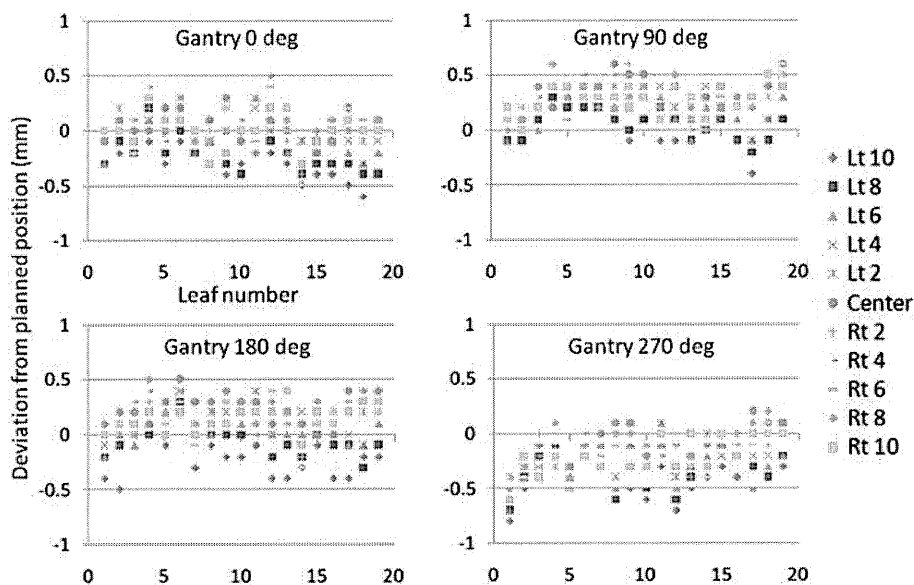 Gantry 0 deg
1
0.5
0
-0.5
-1
0 5 10 15 20
Leaf number
Gantry 90 deg
1
0.5
0
-0.5
-1
0 5 10 15 20
Gantry 180 deg
1
0.5
0
-0.5
-1
0 5 10 15 20
Gantry 270 deg
1
0.5
0
-0.5
-1
0 5 10 15 20
Deviation from planned position (mm)
Lt 10
Lt 8
Lt 6
Lt 4
Lt 2
Center
Rt 2
Rt 4
Rt 6
Rt 8
Rt 10